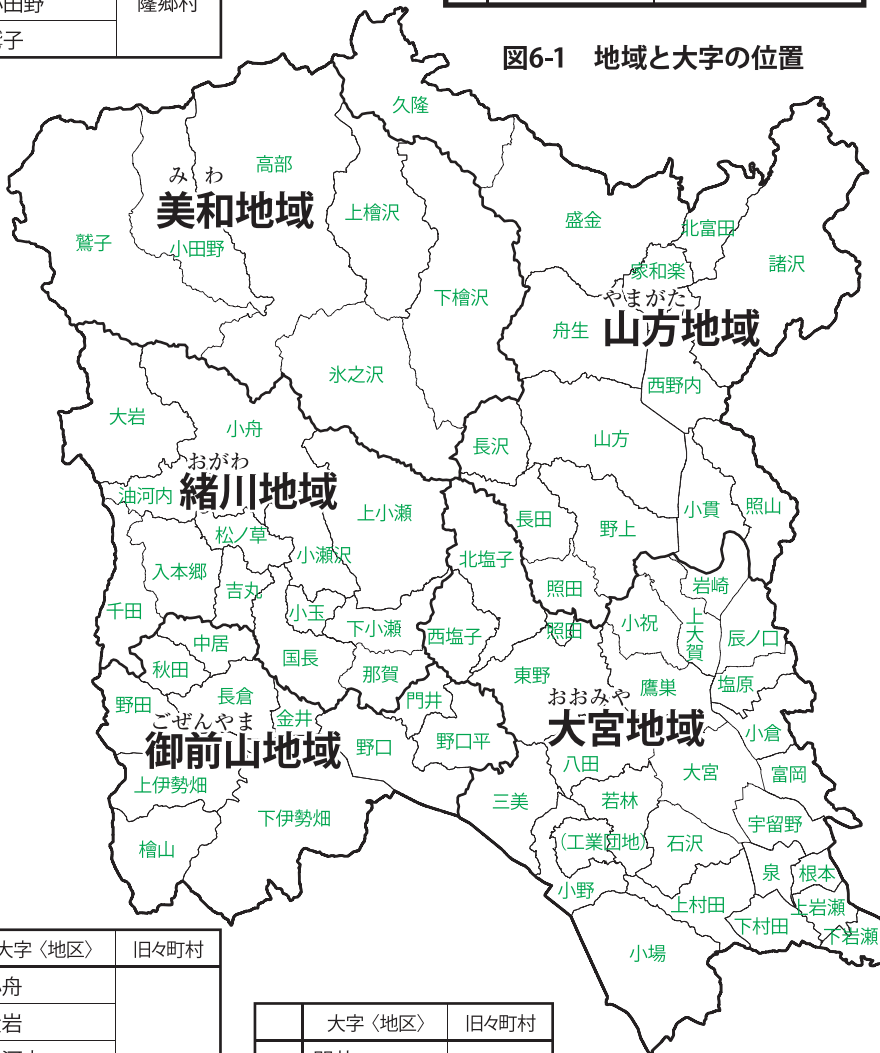 小田野
隆郷村
鷲子
図6-1 地域と大字の位置
久隆
高部
みわ
美和地域
上檜沢
鷲子
小田野
下檜沢
氷之沢
盛金
北富田
家和楽
諸沢
やまがた
山方地域
舟生
西野内
長沢
山方
小貫
照山
長田
野上
照田
大岩
小舟
おがわ
緒川地域
油河内
上小瀬
松ノ草
小瀬沢
入本郷
吉丸
千田
小玉
下小瀬
国長
那賀
北塩子
西塩子
照田
小祝
岩崎
上大賀
辰ノ口
東野
鷹巣
塩原
おおみや
大宮地域
小倉
八田
大宮
富岡
三美
若林
宇留野
(工業団地)
石沢
泉
根本
小野
上村田
上岩瀬
下村田
下岩瀬
小場
中居
秋田
野田
長倉
金井
門井
ごぜんやま
御前山地域
野口
野口平
上伊勢畑
下伊勢畑
檜山
大字〈地区〉
旧々町村
小舟
大岩
大字〈地区〉
旧々町村